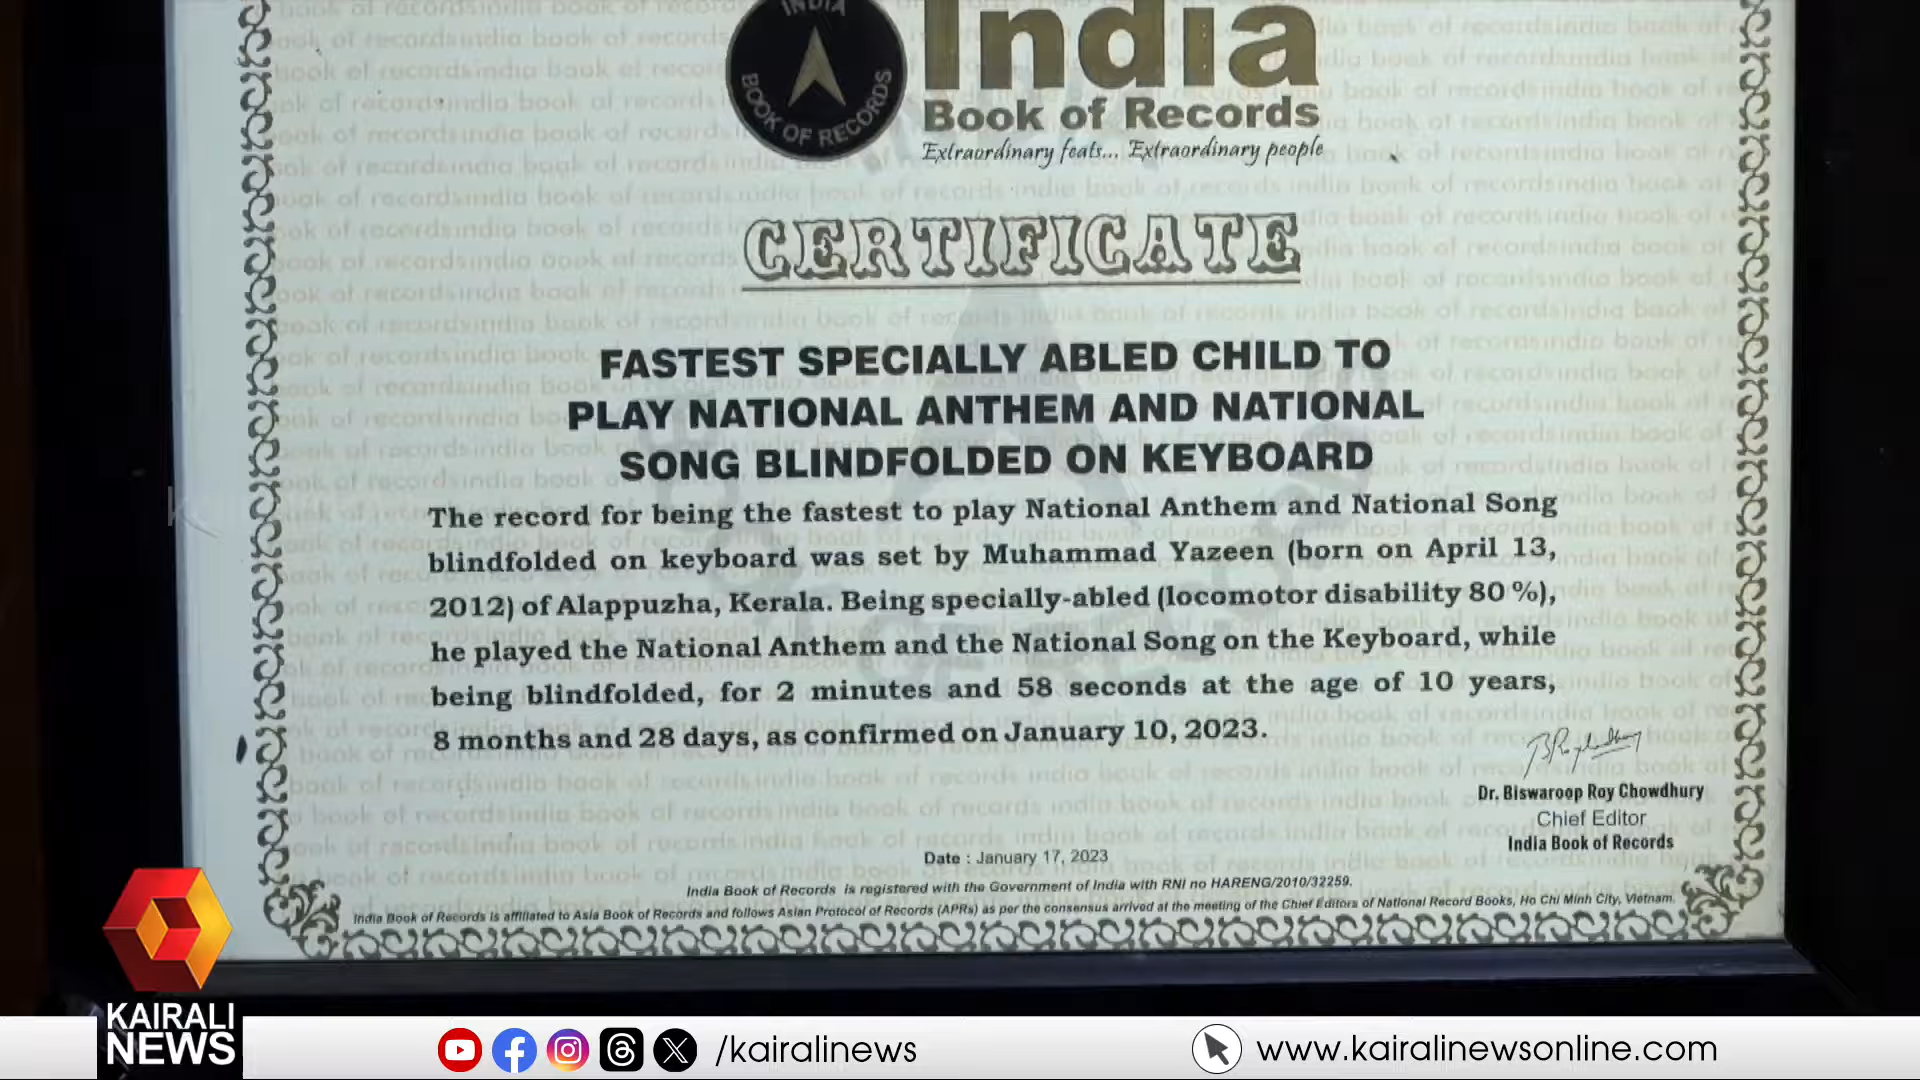 INDIA
BOOK OF RECORDS
India
Book of Records
Extraordinary feats... Extraordinary people
CERTIFICATE
FASTEST SPECIALLY ABLED CHILD TO
PLAY NATIONAL ANTHEM AND NATIONAL
SONG BLINDFOLDED ON KEYBOARD
The record for being the fastest to play National Anthem and National Song
blindfolded on keyboard was set by Muhammad Yazeen (born on April 13,
2012) of Alappuzha, Kerala. Being specially-abled (locomotor disability 80 %),
he played the National Anthem and the National Song on the Keyboard, while
being blindfolded, for 2 minutes and 58 seconds at the age of 10 years,
8 months and 28 days, as confirmed on January 10, 2023.
Dr. Biswaroop Roy Chowdhury
Chief Editor
India Book of Records
Date : January 17, 2023
India Book of Records is registered with the Government of India with RNI no HARENG/2010/32259.
India Book of Records is affiliated to Asia Book of Records and follows Asian Protocol of Records (APRs) as per the consensus arrived at the meeting of the Chief Editors of National Record Books, Ho Chi Minh City, Vietnam.
KAIRALI
NEWS
/kairalinews
www.kairalinewsonline.com